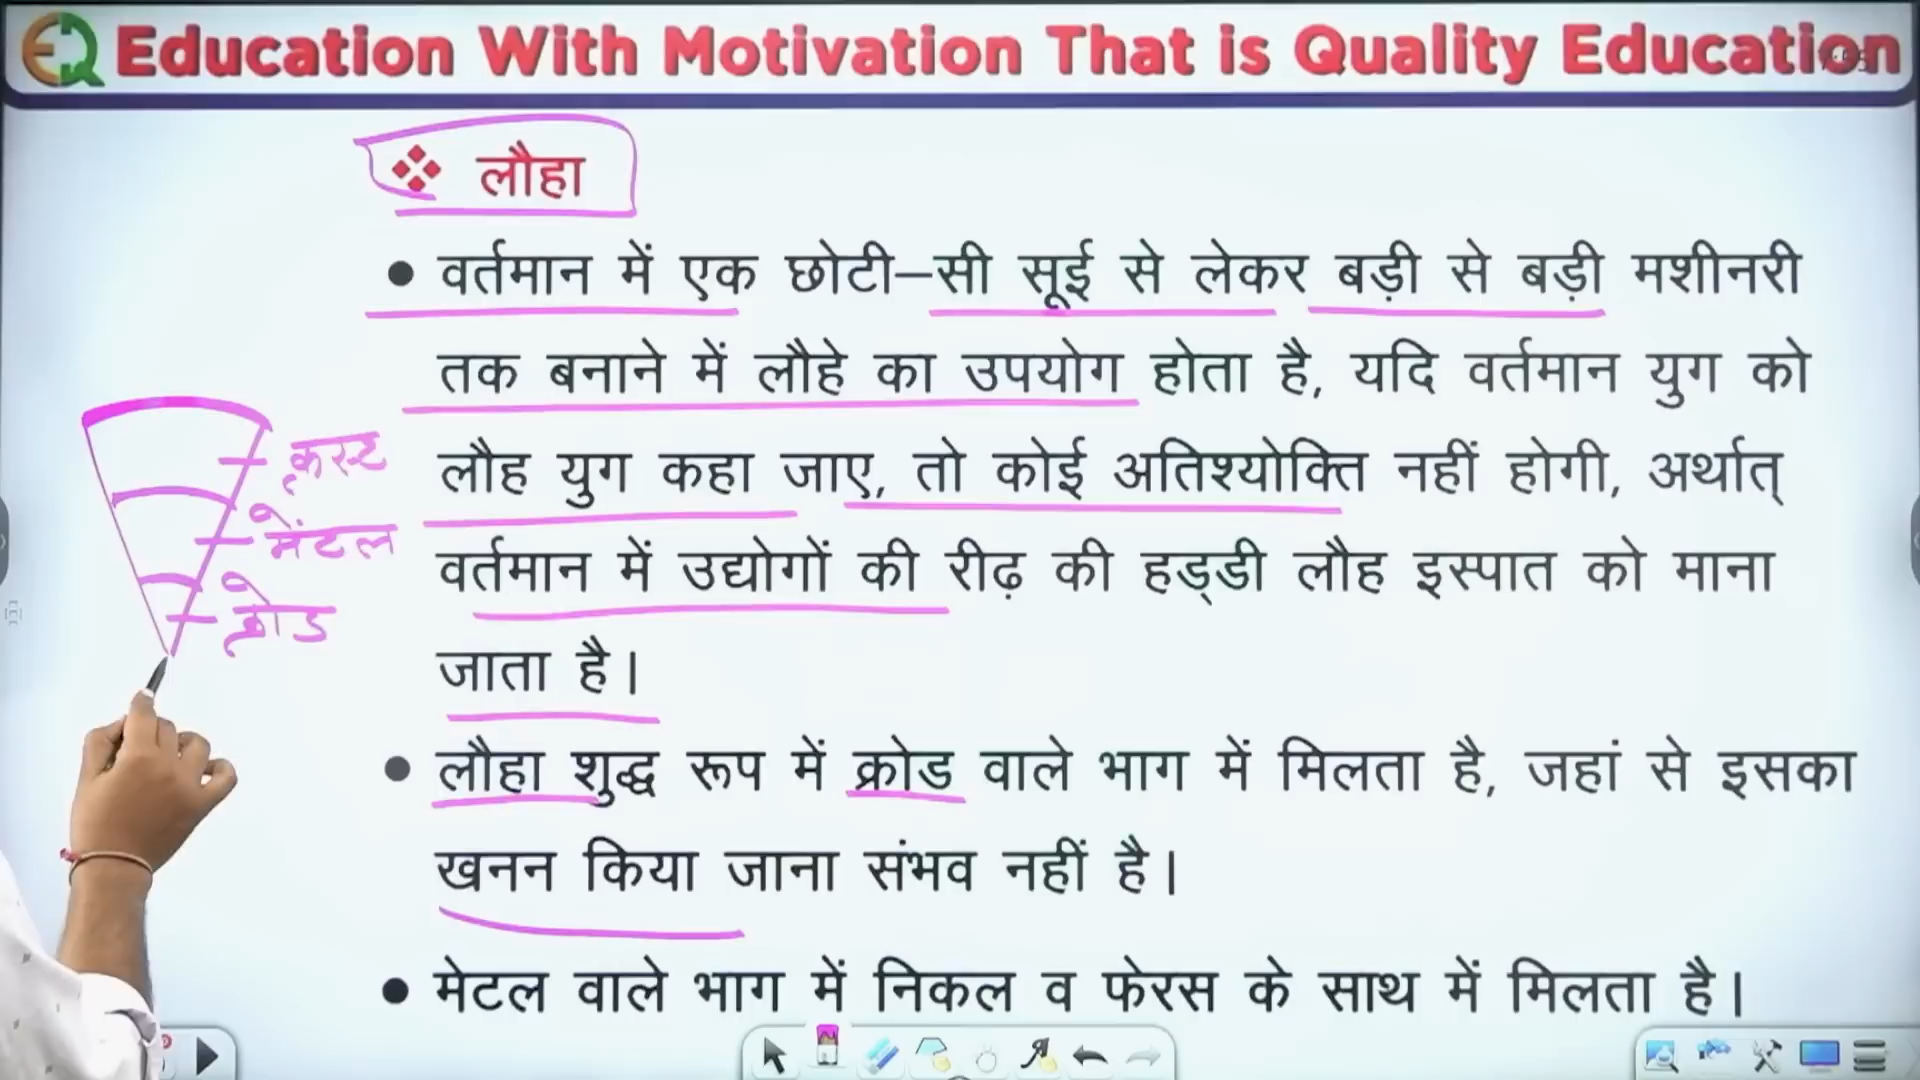 EQ Education With Motivation That is Quality Education
❖ लौहा
• वर्तमान में एक छोटी–सी सूई से लेकर बड़ी से बड़ी मशीनरी
तक बनाने में लौहे का उपयोग होता है, यदि वर्तमान युग को
लौह युग कहा जाए, तो कोई अतिश्योक्ति नहीं होगी, अर्थात्
वर्तमान में उद्योगों की रीढ़ की हड्डी लौह इस्पात को माना
जाता है।
क्रस्ट
मेंटल
क्रोड
• लौहा शुद्ध रूप में क्रोड वाले भाग में मिलता है, जहां से इसका
खनन किया जाना संभव नहीं है।
• मेटल वाले भाग में निकल व फेरस के साथ में मिलता है।